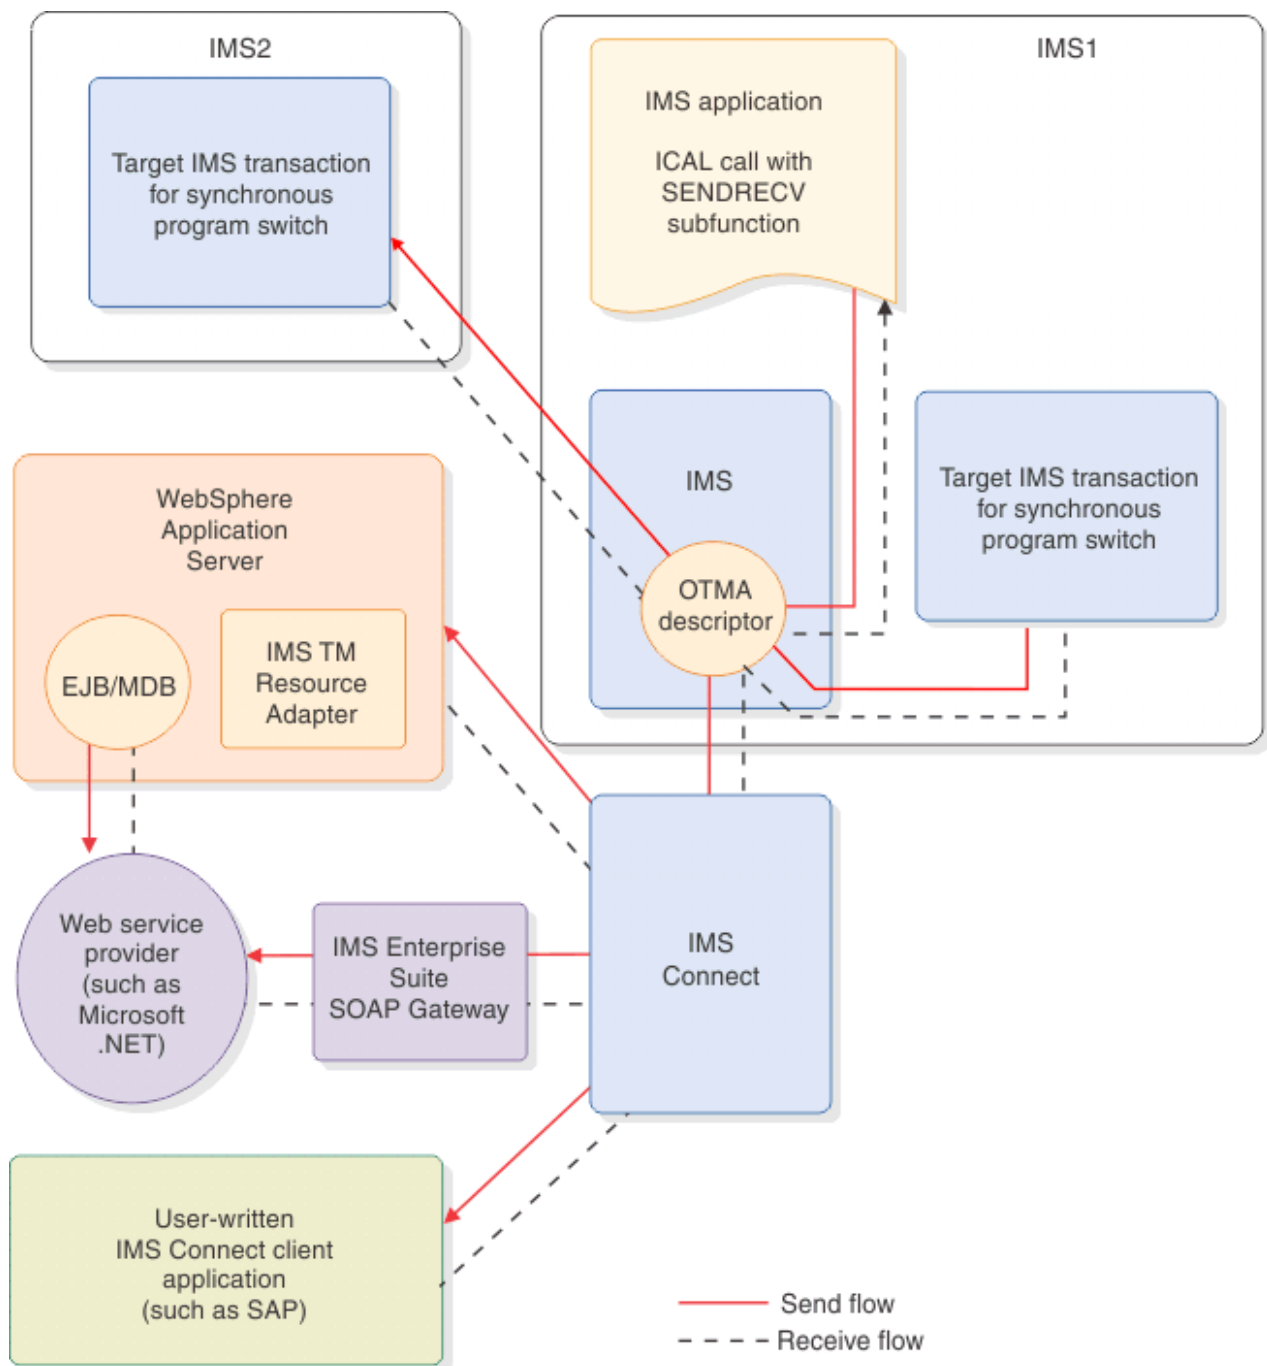 IMS2
IMS1
Target IMS transaction
for synchronous
program switch
IMS application
ICAL call with
SENDRECV
subfunction
IMS
Target IMS transaction
for synchronous
program switch
OTMA
descriptor
WebSphere
Application
Server
EJB/MDB
IMS TM
Resource
Adapter
Web service
provider
(such as
Microsoft
.NET)
IMS Enterprise
Suite
SOAP Gateway
IMS
Connect
User-written
IMS Connect client
application
(such as SAP)
Send flow
Receive flow